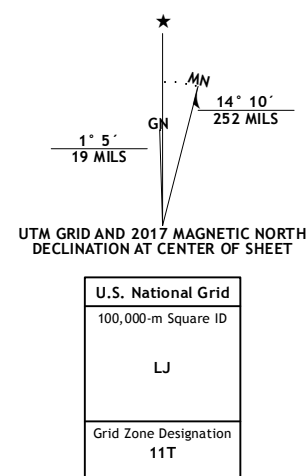 ★
MN
GN
14° 10´
252 MILS
1° 5´
19 MILS
UTM GRID AND 2017 MAGNETIC NORTH
DECLINATION AT CENTER OF SHEET
U.S. National Grid
100,000-m Square ID
LJ
Grid Zone Designation
11T